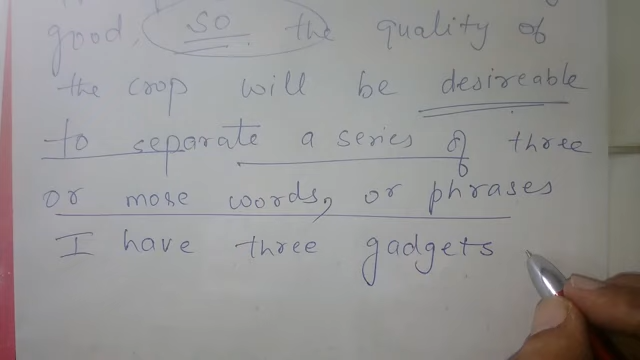 good, so the quality of
the crop will be desireable
to separate a series of three
or more words, or phrases
I have three gadgets